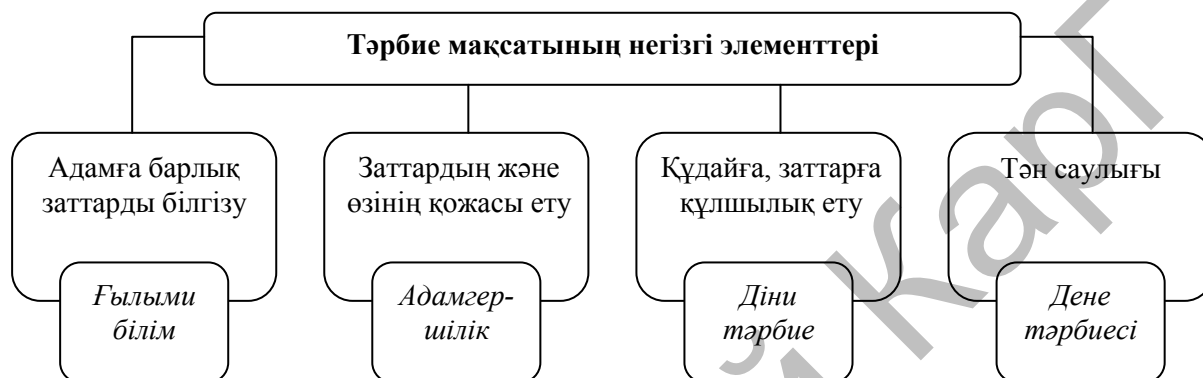 Тәрбие мақсатының негізгі элементтері
Адамға барлық
заттарды білгізу
Ғылыми
білім
Заттардың және
өзінің қожасы ету
Адамгер-
шілік
Құдайға, заттарға
құлшылық ету
Діни
тәрбие
Тән саулығы
Дене
тәрбиесі